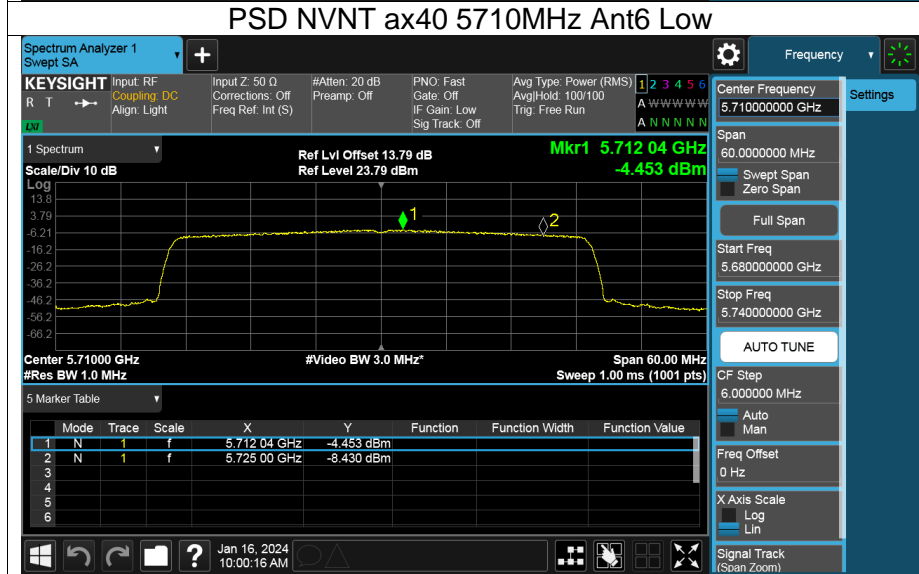 PSD NVNT ax40 5710MHz Ant6 Low
Spectrum Analyzer 1
Swept SA
+
Frequency
KEYSIGHT
R T
LXI
Input: RF
Coupling: DC
Align: Light
Input Z: 50 Ω
Corrections: Off
Freq Ref: Int (S)
#Atten: 20 dB
Preamp: Off
PNO: Fast
Gate: Off
IF Gain: Low
Sig Track: Off
Avg Type: Power (RMS)
Avg|Hold: 100/100
Trig: Free Run
1 2 3 4 5 6
A W W W W W
A N N N N N
1 Spectrum
Scale/Div 10 dB
Ref Lvl Offset 13.79 dB
Ref Level 23.79 dBm
Mkr1 5.712 04 GHz
-4.453 dBm
Log
13.8
3.79
-6.21
-16.2
-26.2
-36.2
-46.2
-56.2
-66.2
1
2
Center 5.71000 GHz
#Res BW 1.0 MHz
#Video BW 3.0 MHz*
Span 60.00 MHz
Sweep 1.00 ms (1001 pts)
5 Marker Table
Mode Trace Scale X Y Function Function Width Function Value
1 N 1 f 5.712 04 GHz -4.453 dBm
2 N 1 f 5.725 00 GHz -8.430 dBm
3
4
5
6
?
Jan 16, 2024
10:00:16 AM
Center Frequency
5.710000000 GHz
Settings
Span
60.0000000 MHz
Swept Span
Zero Span
Full Span
Start Freq
5.680000000 GHz
Stop Freq
5.740000000 GHz
AUTO TUNE
CF Step
6.000000 MHz
Auto
Man
Freq Offset
0 Hz
X Axis Scale
Log
Lin
Signal Track
(Span Zoom)